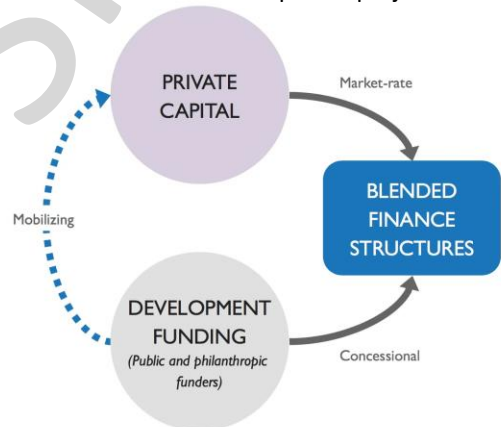 PRIVATE
CAPITAL
Market-rate
BLENDED
FINANCE
STRUCTURES
Mobilizing
DEVELOPMENT
FUNDING
(Public and philanthropic
funders)
Concessional